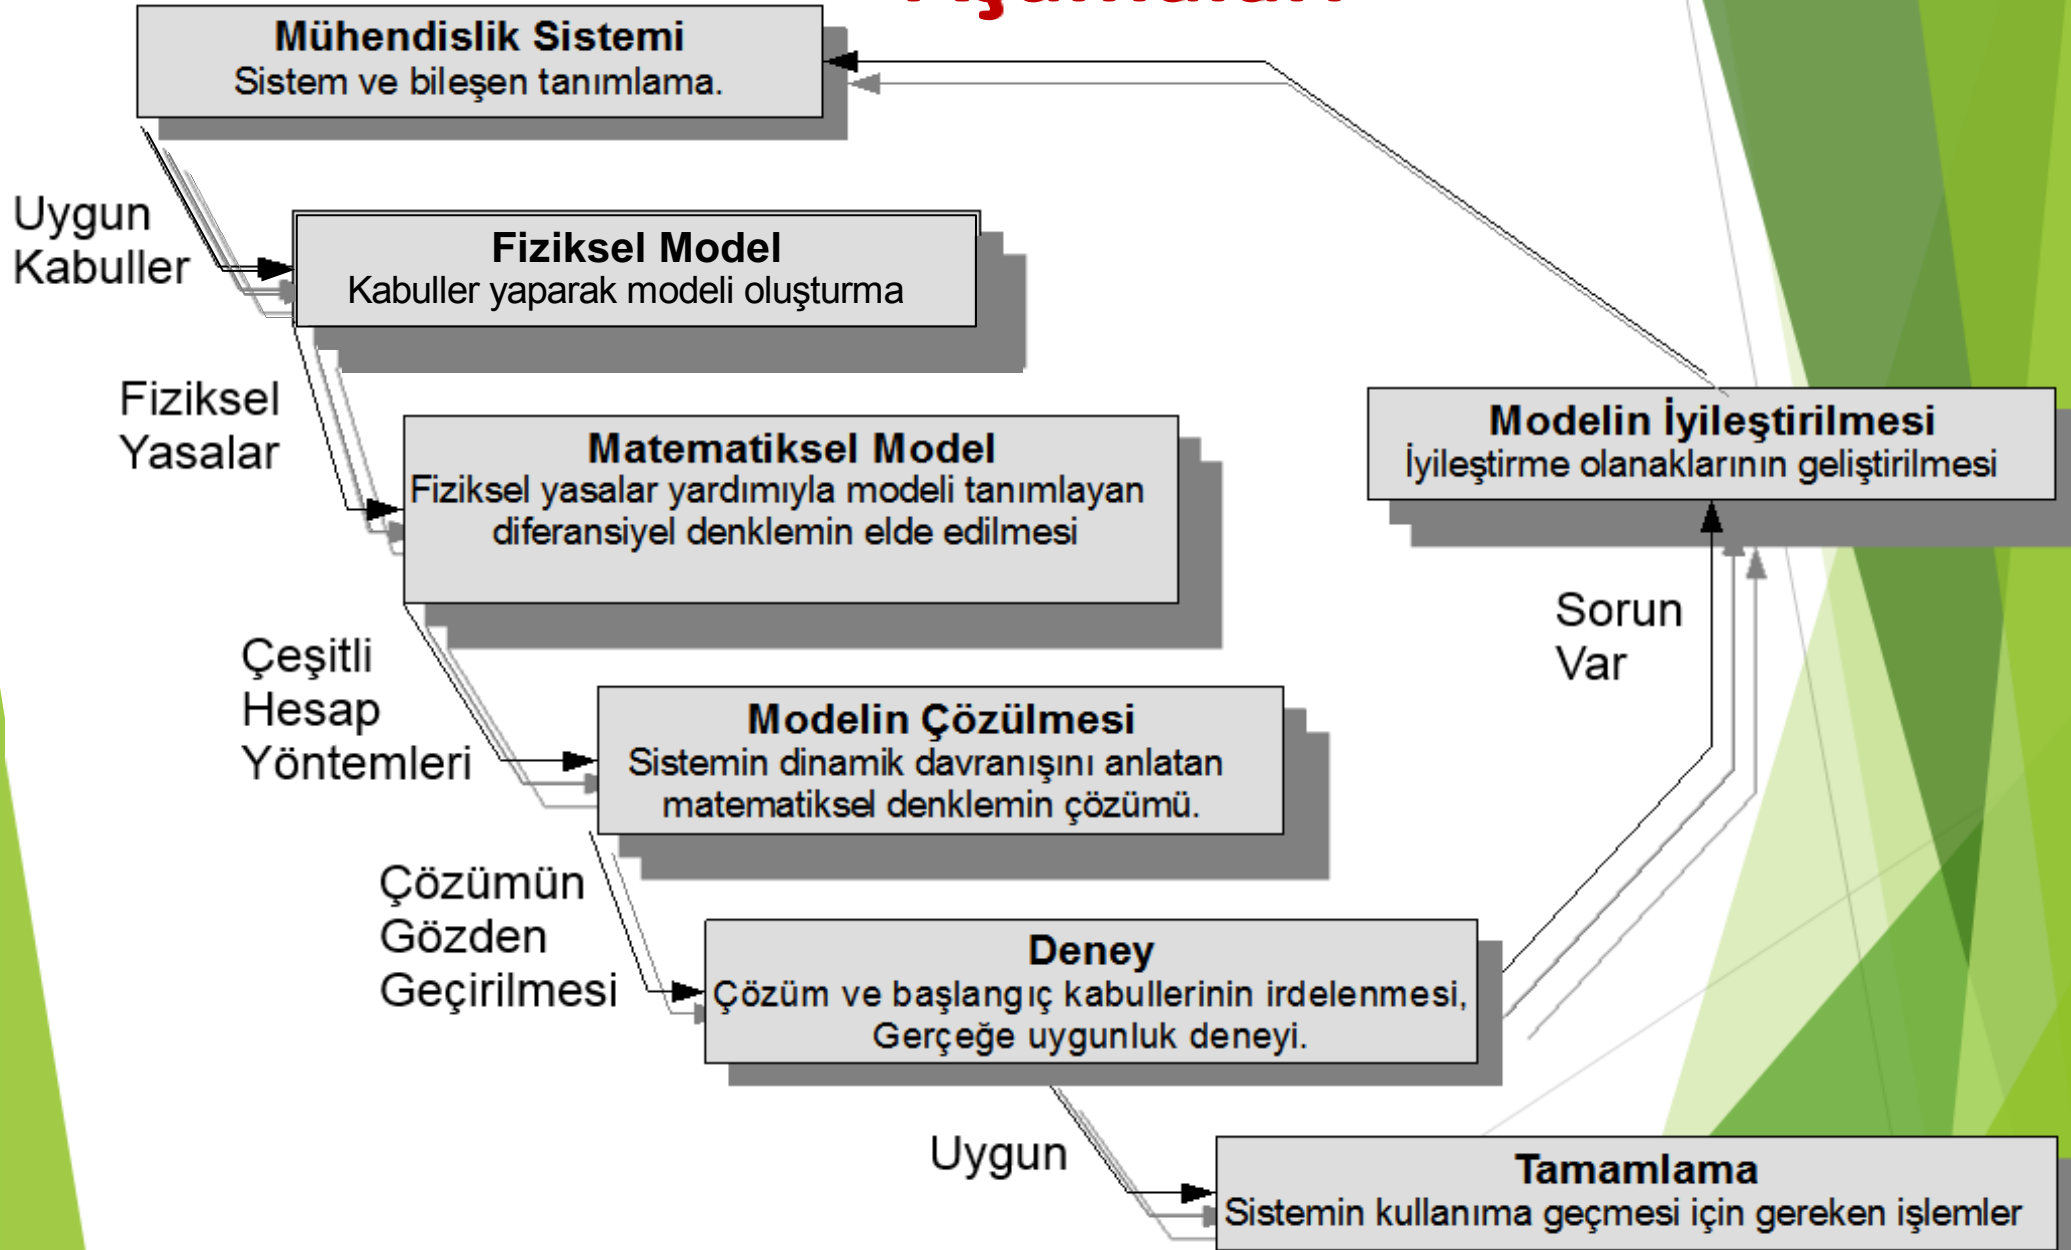 Aşamaları
Mühendislik Sistemi
Sistem ve bileşen tanımlama.
Uygun
Kabuller
Fiziksel Model
Kabuller yaparak modeli oluşturma
Fiziksel
Yasalar
Matematiksel Model
Fiziksel yasalar yardımıyla modeli tanımlayan
diferansiyel denklemin elde edilmesi
Modelin İyileştirilmesi
İyileştirme olanaklarının geliştirilmesi
Sorun
Var
Çeşitli
Hesap
Yöntemleri
Modelin Çözülmesi
Sistemin dinamik davranışını anlatan
matematiksel denklemin çözümü.
Çözümün
Gözden
Geçirilmesi
Deney
Çözüm ve başlangıç kabullerinin irdelenmesi,
Gerçeğe uygunluk deneyi.
Uygun
Tamamlama
Sistemin kullanıma geçmesi için gereken işlemler